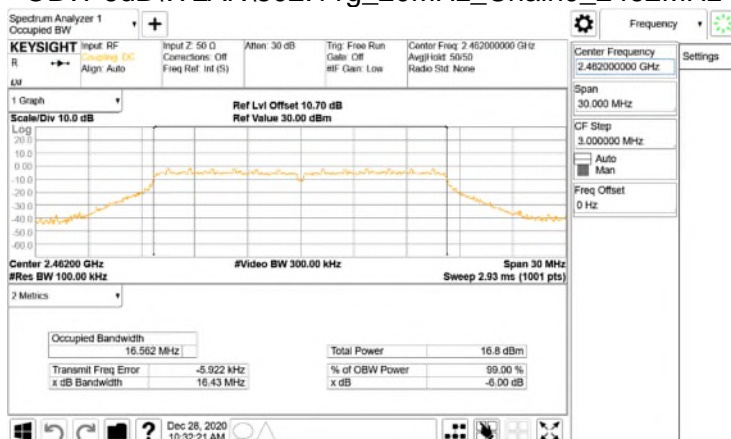 Spectrum Analyzer 1
Occupied BW
Frequency
KEYSIGHT
R
Input: RF
Coupling: DC
Align: Auto
Input Z: 50 Ω
Corrections: Off
Freq Ref: Int (S)
Atten: 30 dB
Trig: Free Run
Gate: Off
#IF Gain: Low
Center Freq: 2.462000000 GHz
Avg|Hold: 50/50
Radio Std: None
Center Frequency
2.462000000 GHz
Settings
Span
30.000 MHz
CF Step
3.000000 MHz
Auto
Man
Freq Offset
0 Hz
1 Graph
Scale/Div 10.0 dB
Ref Lvl Offset 10.70 dB
Ref Value 30.00 dBm
Log
20.0
10.0
0.00
-10.0
-20.0
-30.0
-40.0
-50.0
-60.0
Center 2.46200 GHz
#Res BW 100.00 kHz
#Video BW 300.00 kHz
Span 30 MHz
Sweep 2.93 ms (1001 pts)
2 Metrics
Occupied Bandwidth
16.562 MHz
Total Power 16.8 dBm
Transmit Freq Error -5.922 kHz
% of OBW Power 99.00 %
x dB Bandwidth 16.43 MHz
x dB -6.00 dB
?
Dec 28, 2020
10:32:21 AM